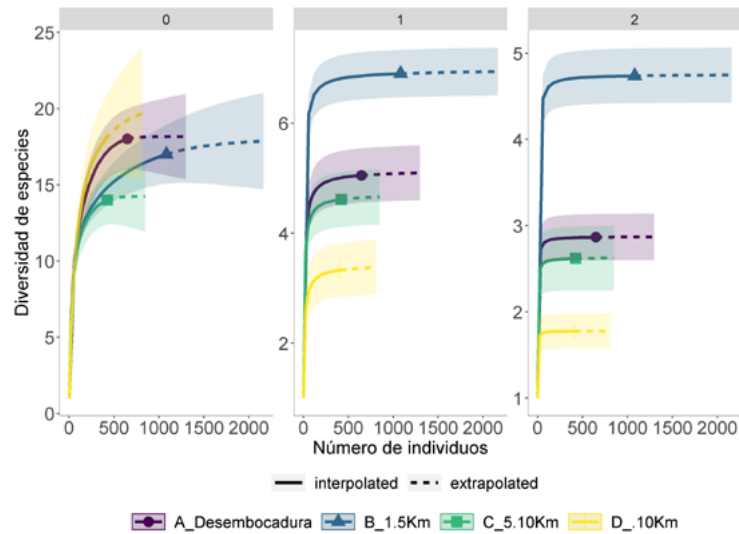 0 1 2
Diversidad de especies
25
20
15
10
5
0
6
4
2
5
4
3
2
1
0 500 1000 1500 2000 0 500 1000 1500 2000 0 500 1000 1500 2000
Número de individuos
interpolated extrapolated
A_Desembocadura B_1.5Km C_5.10Km D_.10Km